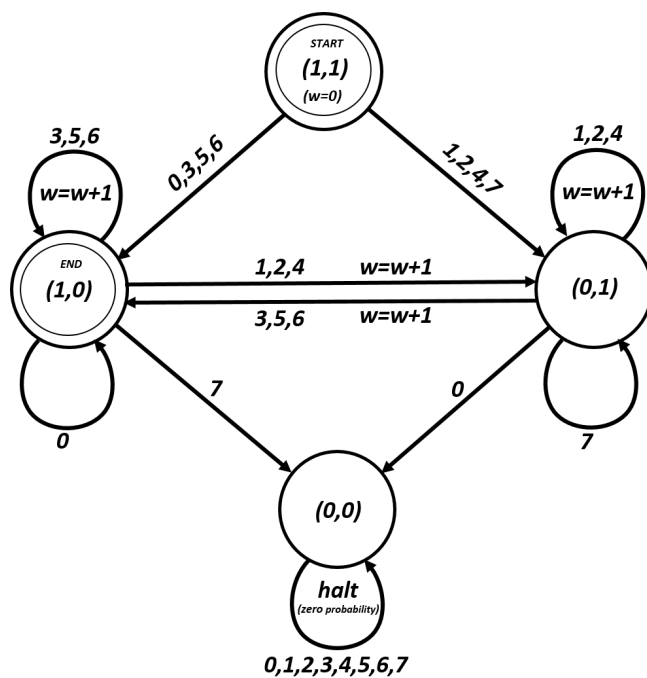 START
(1,1)
(w=0)
3,5,6
0,3,5,6
1,2,4,7
1,2,4
w=w+1
w=w+1
END
(1,0)
1,2,4 w=w+1
(0,1)
3,5,6 w=w+1
7
0
0
7
(0,0)
halt
(zero probability)
0,1,2,3,4,5,6,7